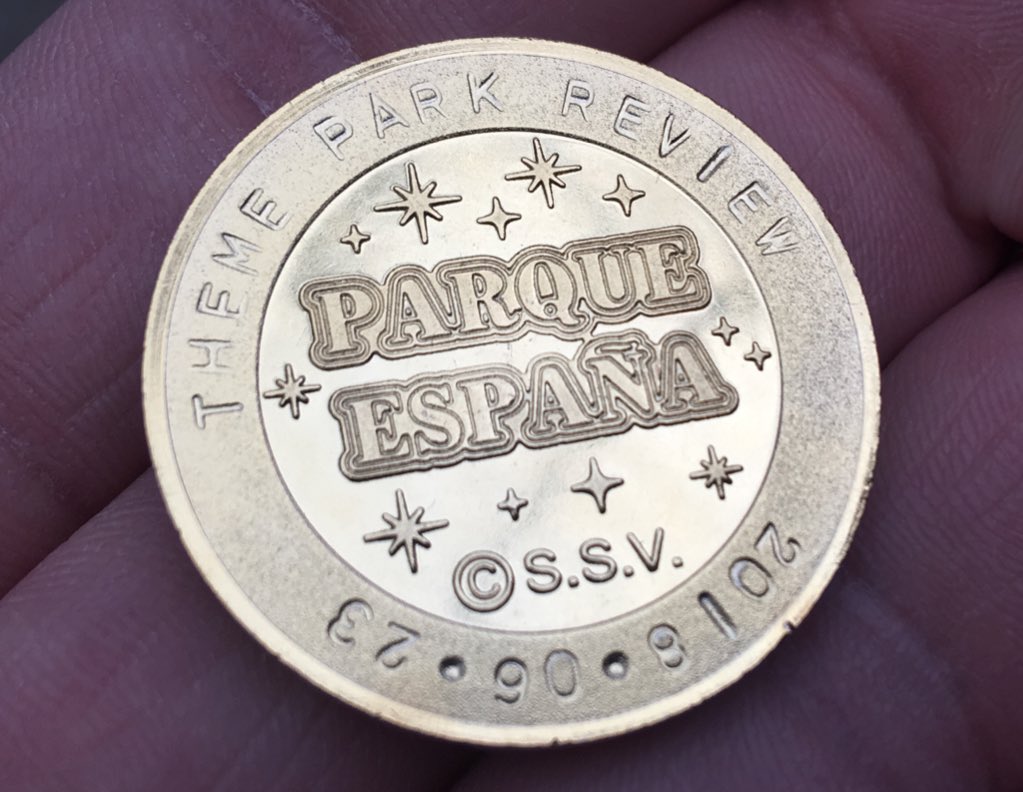 THEME PARK REVIEW
PARQUE
ESPAÑA
©S.S.V.
2018・06・23